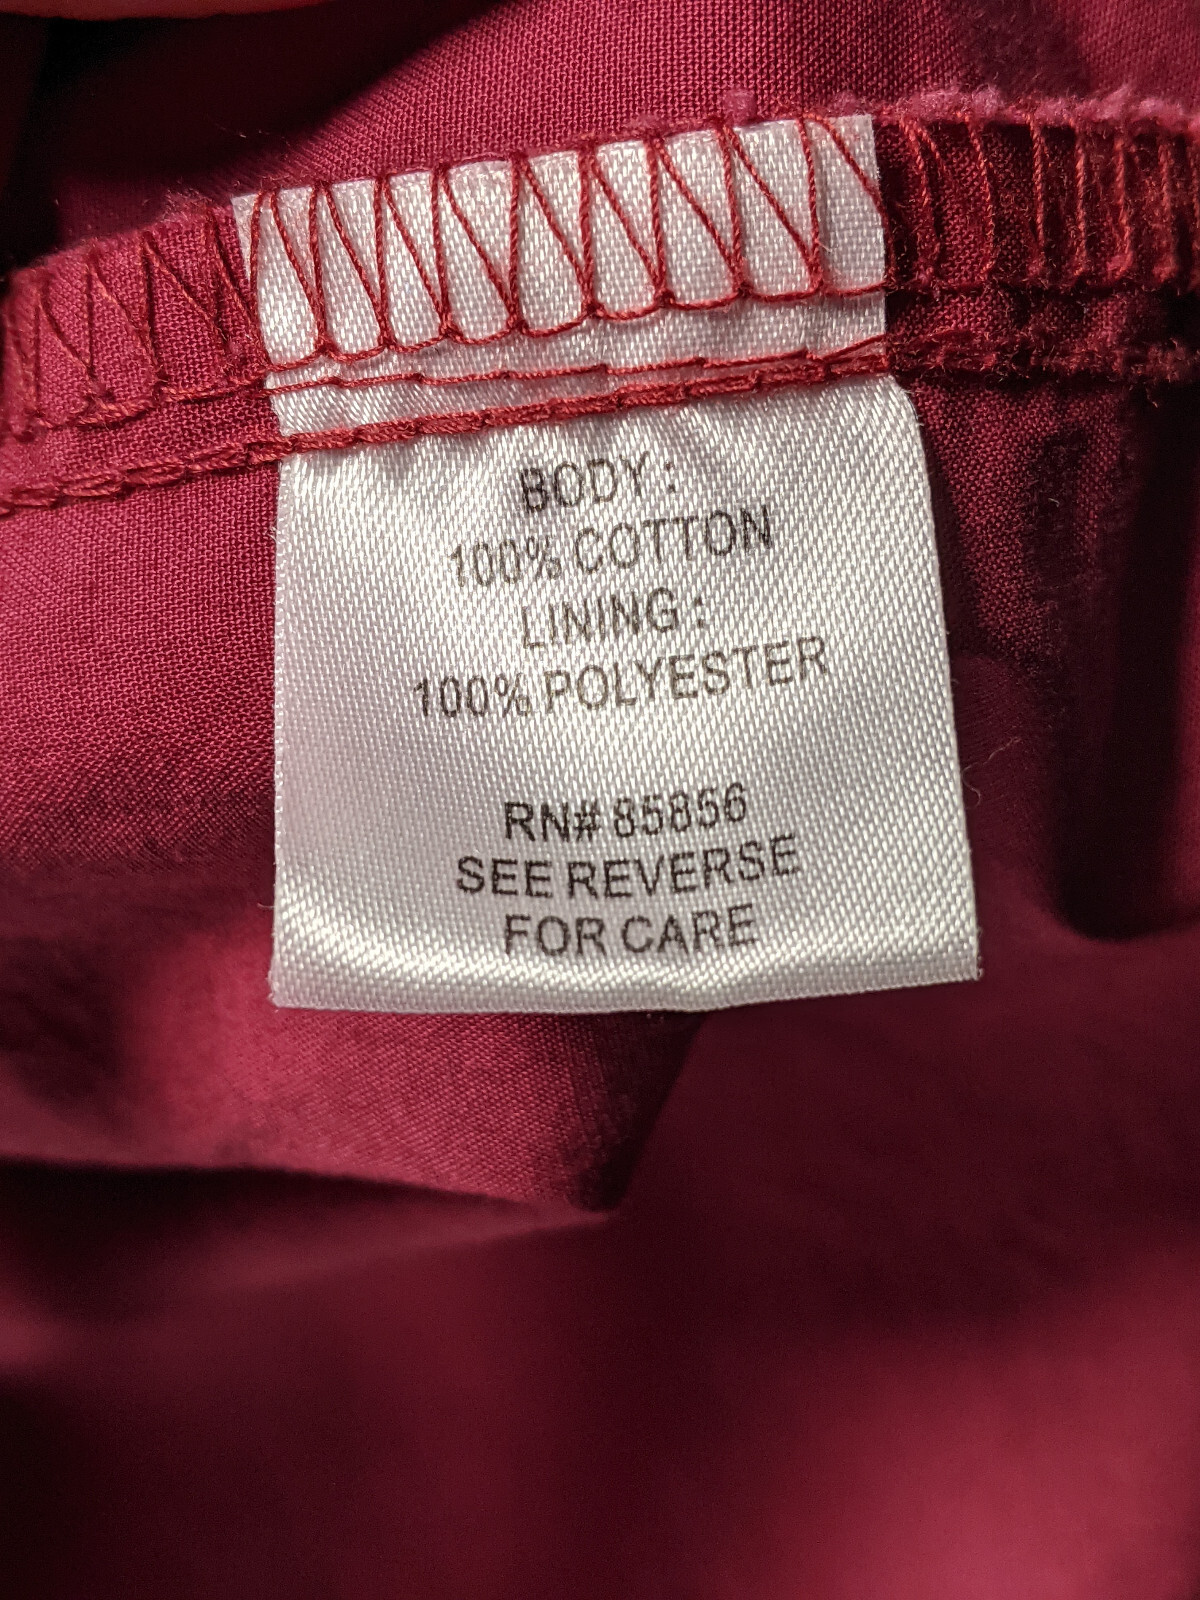 BODY :
100% COTTON
LINING :
100% POLYESTER
RN# 85856
SEE REVERSE
FOR CARE